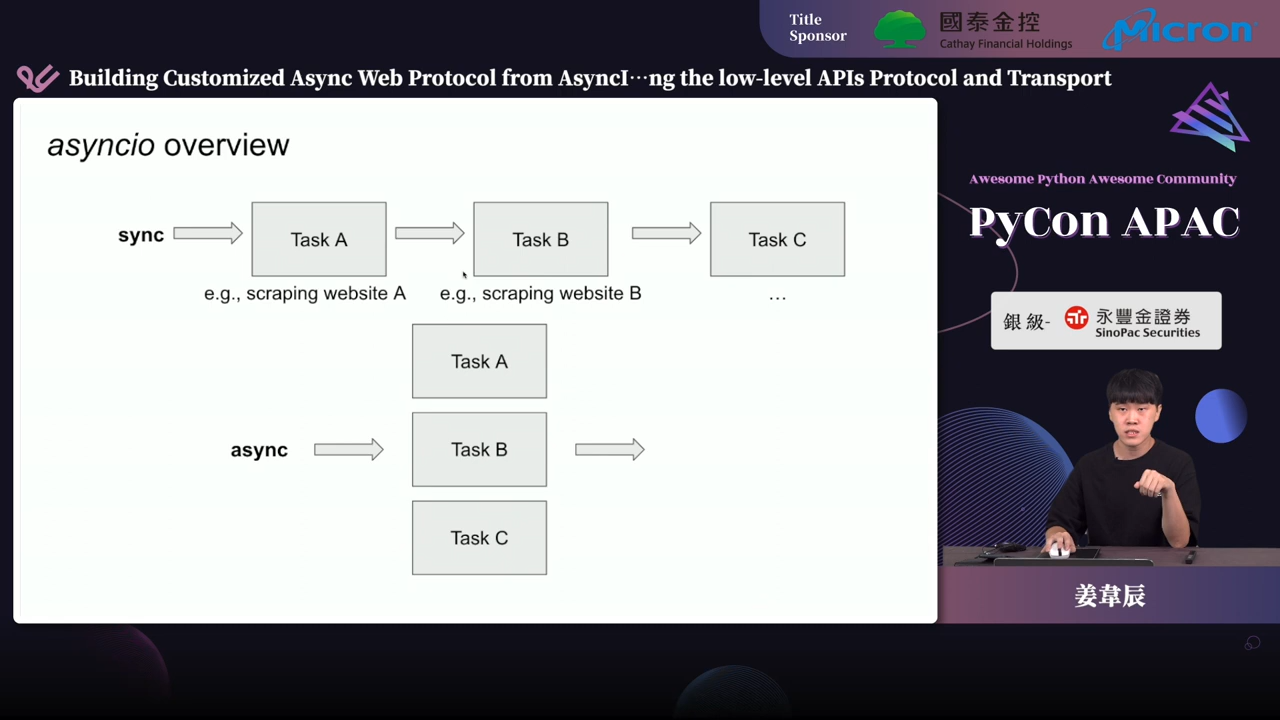 Title
Sponsor
國泰金控
Cathay Financial Holdings
Micron
Building Customized Async Web Protocol from AsyncI…ng the low-level APIs Protocol and Transport
asyncio overview
sync
Task A
Task B
Task C
e.g., scraping website A
e.g., scraping website B
...
Task A
async
Task B
Task C
Awesome Python Awesome Community
PyCon APAC
銀級-
永豐金證券
SinoPac Securities
姜韋辰